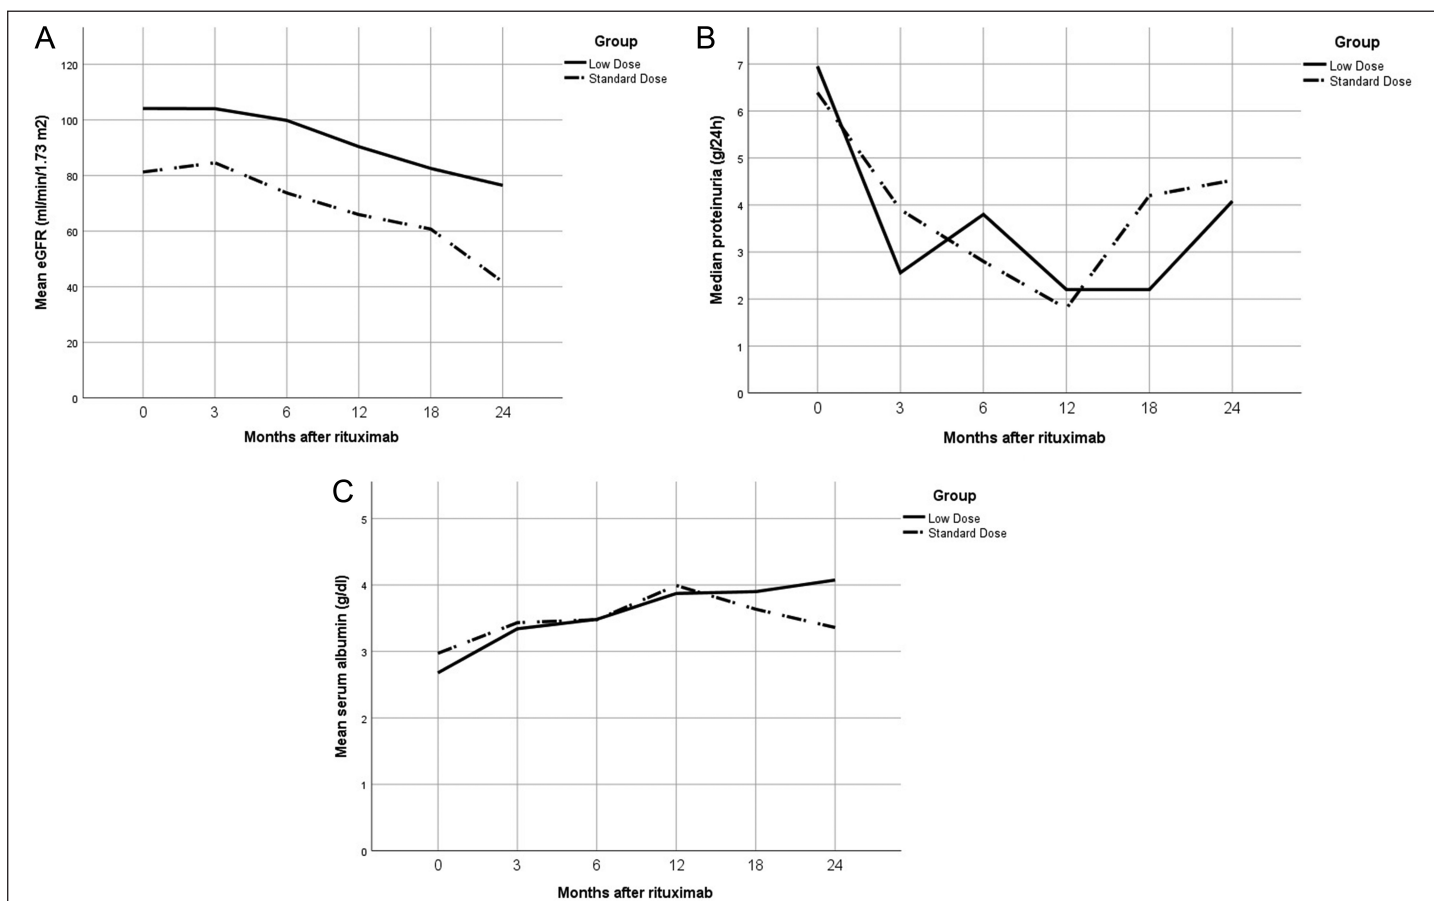 A
Group
Low Dose
Standard Dose
Mean eGFR (ml/min/1.73 m2)
120
100
80
60
40
20
0
0 3 6 12 18 24
Months after rituximab
B
Group
Low Dose
Standard Dose
Median proteinuria (g/24h)
7
6
5
4
3
2
1
0
0 3 6 12 18 24
Months after rituximab
C
Group
Low Dose
Standard Dose
Mean serum albumin (g/dl)
5
4
3
2
1
0
0 3 6 12 18 24
Months after rituximab